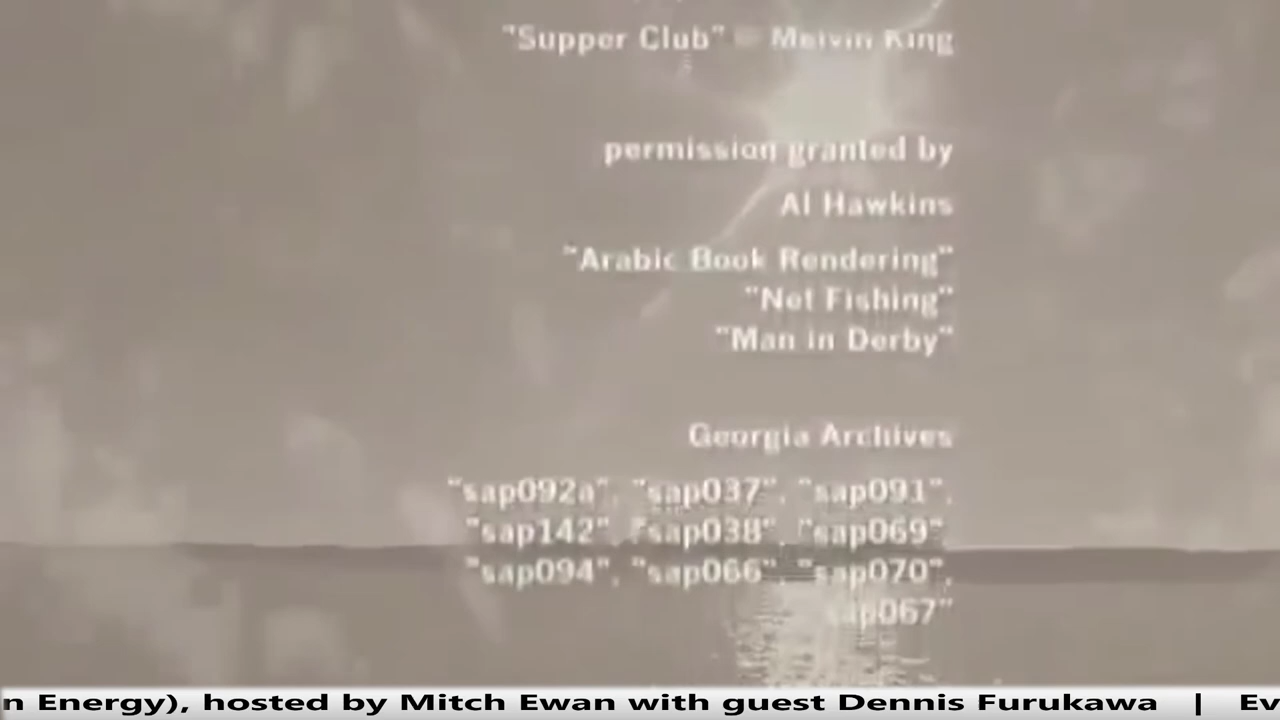 "Supper Club" - Melvin King
permission granted by
Al Hawkins
"Arabic Book Rendering"
"Net Fishing"
"Man in Derby"
Georgia Archives
"sap092a", "sap037", "sap091",
"sap142", "sap038", "sap069",
"sap094", "sap066", "sap070",
"sap067"
n Energy), hosted by Mitch Ewan with guest Dennis Furukawa | Ev